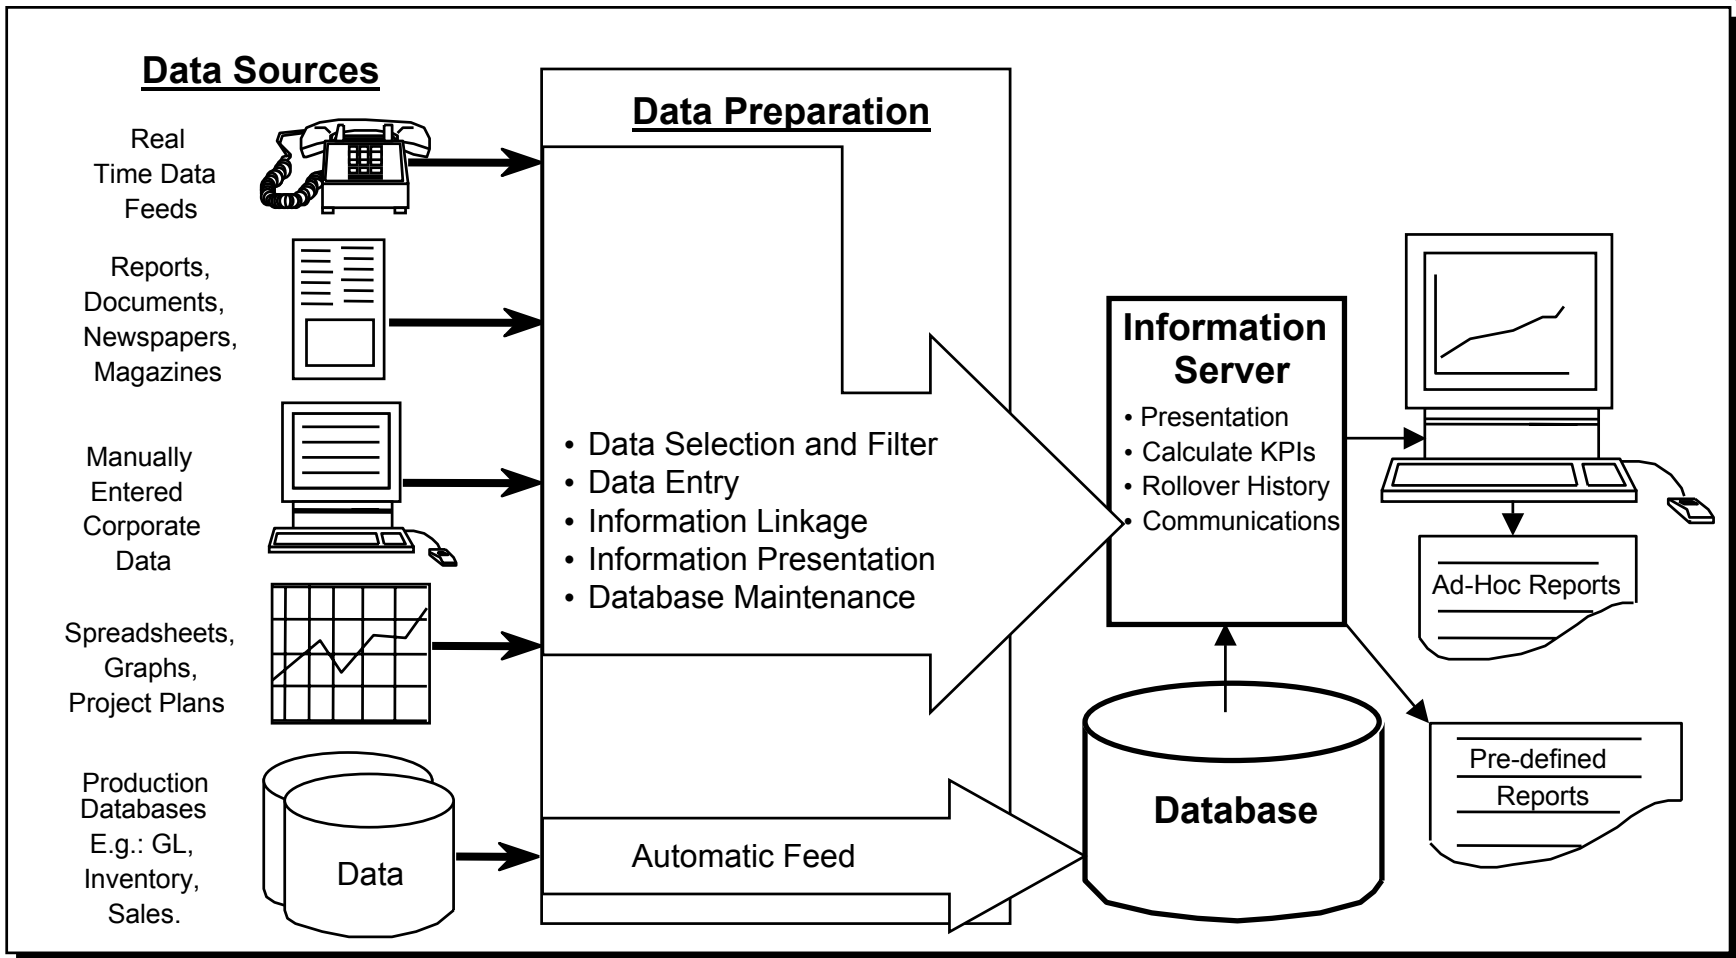 Data Sources
Real
Time Data
Feeds
Reports,
Documents,
Newspapers,
Magazines
Manually
Entered
Corporate
Data
Spreadsheets,
Graphs,
Project Plans
Production
Databases
E.g.: GL,
Inventory,
Sales.
Data
Data Preparation
• Data Selection and Filter
• Data Entry
• Information Linkage
• Information Presentation
• Database Maintenance
Automatic Feed
Information
Server
• Presentation
• Calculate KPIs
• Rollover History
• Communications
Database
Ad-Hoc Reports
Pre-defined
Reports